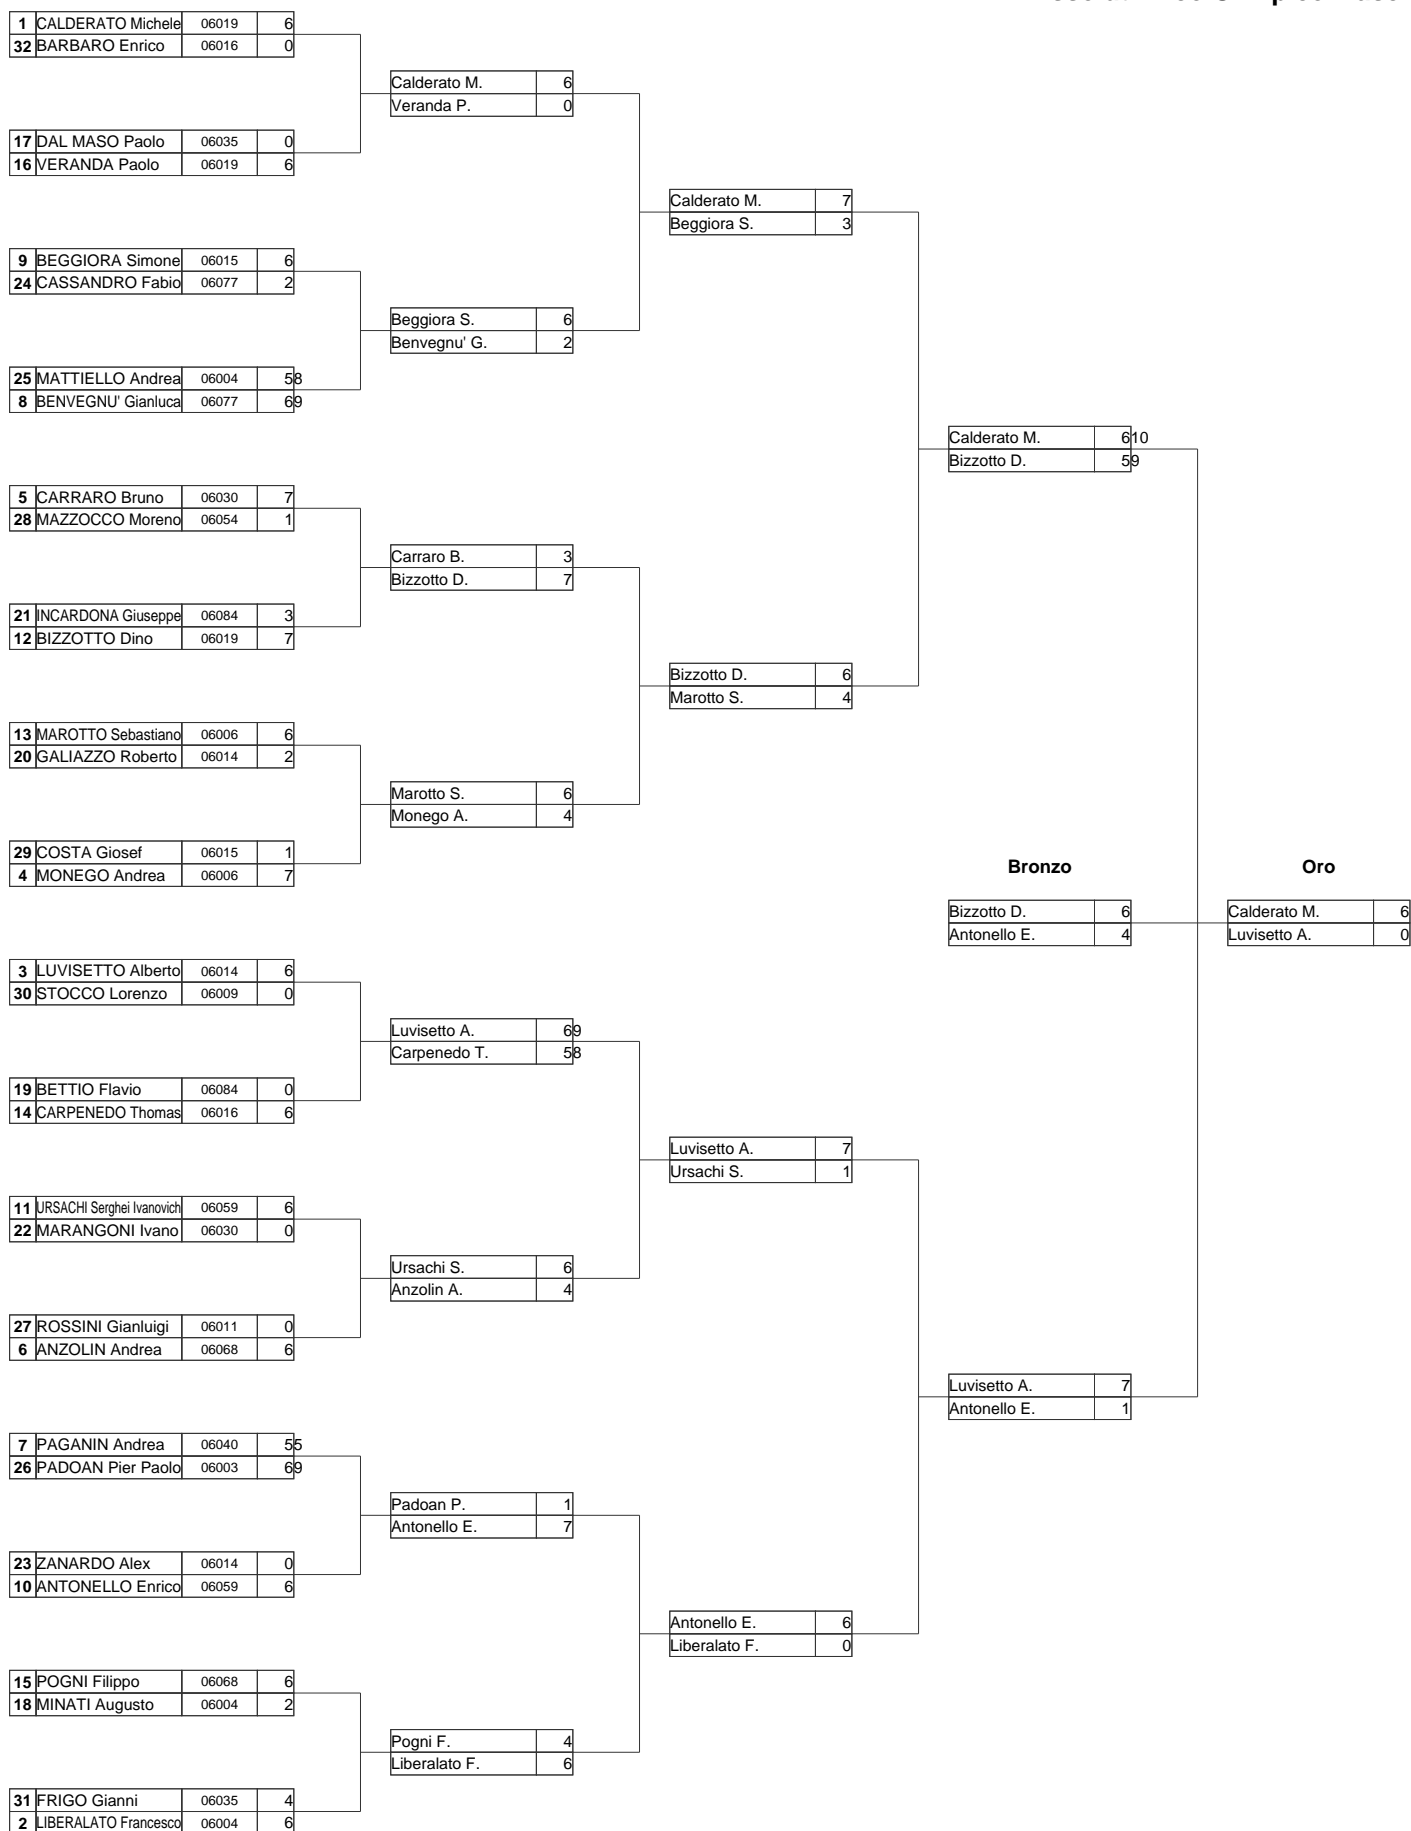 1 CALDERATO Michele 06019 6
32 BARBARO Enrico 06016 0
Calderato M. 6
Veranda P. 0
17 DAL MASO Paolo 06035 0
16 VERANDA Paolo 06019 6
Calderato M. 7
Beggiora S. 3
9 BEGGIORA Simone 06015 6
24 CASSANDRO Fabio 06077 2
Beggiora S. 6
Benvegnu' G. 2
25 MATTIELLO Andrea 06004 58
8 BENVEGNU' Gianluca 06077 69
Calderato M. 610
Bizzotto D. 59
5 CARRARO Bruno 06030 7
28 MAZZOCCO Moreno 06054 1
Carraro B. 3
Bizzotto D. 7
21 INCARDONA Giuseppe 06084 3
12 BIZZOTTO Dino 06019 7
Bizzotto D. 6
Marotto S. 4
13 MAROTTO Sebastiano 06006 6
20 GALIAZZO Roberto 06014 2
Marotto S. 6
Monego A. 4
29 COSTA Giosef 06015 1
4 MONEGO Andrea 06006 7
Bronzo Oro
Bizzotto D. 6 Calderato M. 6
Antonello E. 4 Luvisetto A. 0
3 LUVISETTO Alberto 06014 6
30 STOCCO Lorenzo 06009 0
Luvisetto A. 69
Carpenedo T. 58
19 BETTIO Flavio 06084 0
14 CARPENEDO Thomas 06016 6
Luvisetto A. 7
Ursachi S. 1
11 URSACHI Serghei Ivanovich 06059 6
22 MARANGONI Ivano 06030 0
Ursachi S. 6
Anzolin A. 4
27 ROSSINI Gianluigi 06011 0
6 ANZOLIN Andrea 06068 6
Luvisetto A. 7
Antonello E. 1
7 PAGANIN Andrea 06040 55
26 PADOAN Pier Paolo 06003 69
Padoan P. 1
Antonello E. 7
23 ZANARDO Alex 06014 0
10 ANTONELLO Enrico 06059 6
Antonello E. 6
Liberalato F. 0
15 POGNI Filippo 06068 6
18 MINATI Augusto 06004 2
Pogni F. 4
Liberalato F. 6
31 FRIGO Gianni 06035 4
2 LIBERALATO Francesco 06004 6